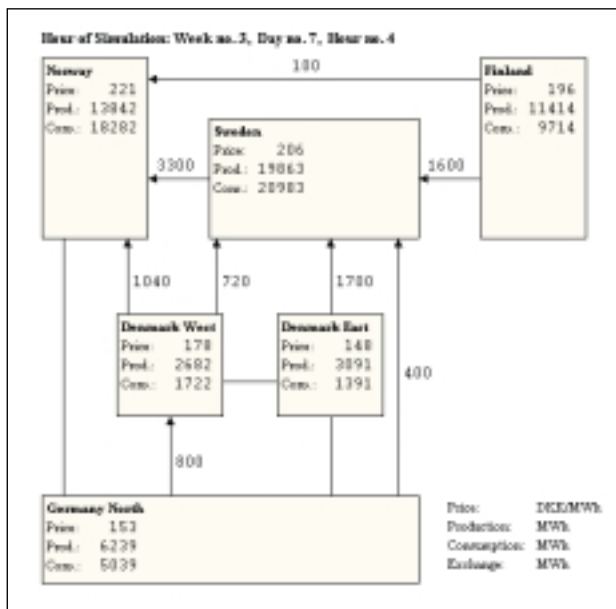 Hour of Simulation: Week no. 3, Day no. 7, Hour no. 4
100
Norway
Price: 221
Prod.: 13842
Cons.: 18282
Finland
Price: 196
Prod.: 11414
Cons.: 9714
Sweden
Price: 206
Prod.: 19863
Cons.: 20983
3300
1600
1040
720
1700
400
Denmark West
Price: 178
Prod.: 2682
Cons.: 1722
Denmark East
Price: 148
Prod.: 3091
Cons.: 1391
800
Germany North
Price: 153
Prod.: 6239
Cons.: 5039
Price: DKK/MWh
Production: MWh
Consumption: MWh
Exchange: MWh